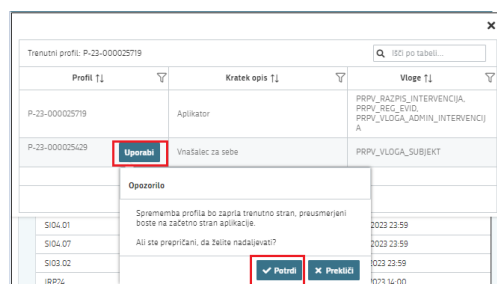 ×
Trenutni profil: P-23-000025719
Išči po tabeli...
Profil ↑↓ Kratek opis ↑↓ Vloge ↑↓
P-23-000025719 Aplikator PRPV_RAZPIS_INTERVENCIJA,
PRPV_REG_EVID,
PRPV_VLOGA_ADMIN_INTERVENCIJ
A
P-23-000025429 Uporabi Vnašalec za sebe PRPV_VLOGA_SUBJEKT
Opozorilo
Sprememba profila bo zaprla trenutno stran, preusmerjeni
boste na začetno stran aplikacije.
Ali ste prepričani, da želite nadaljevati?
✓ Potrdi × Prekliči
SI04.01 2023 23:59
SI04.07 2023 23:59
SI03.02 2023 23:59
IRP24 2023 14:00